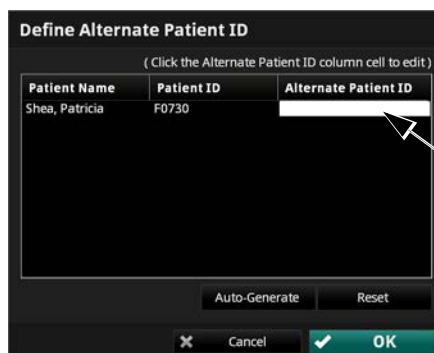 Define Alternate Patient ID
( Click the Alternate Patient ID column cell to edit )
Patient Name Patient ID Alternate Patient ID
Shea, Patricia F0730
Auto-Generate Reset
Cancel OK